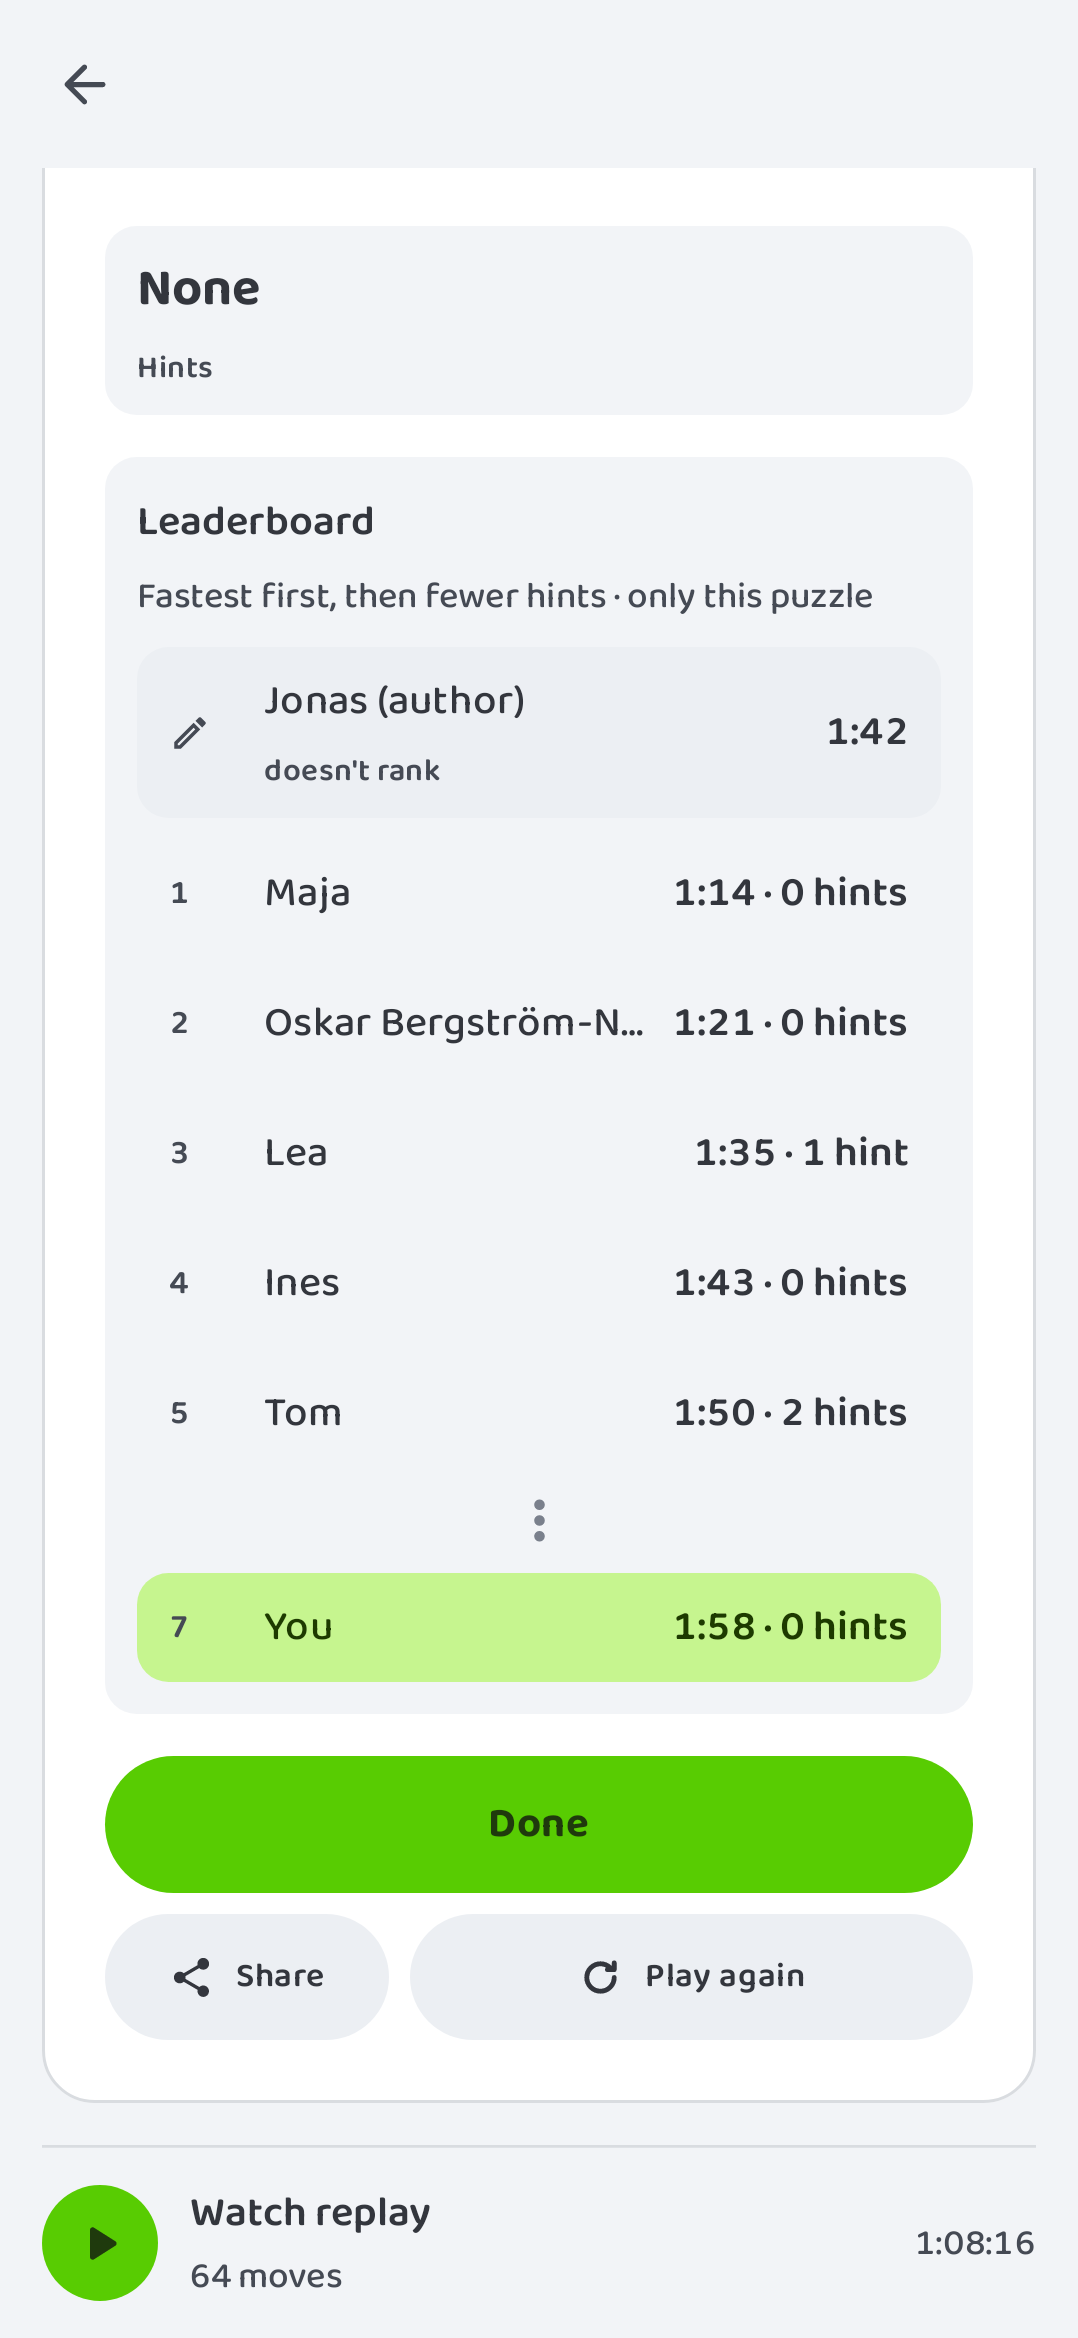 None
Hints
Leaderboard
Fastest first, then fewer hints · only this puzzle
Jonas (author)
doesn't rank
1:42
1 Maja 1:14 · 0 hints
2 Oskar Bergström-N... 1:21 · 0 hints
3 Lea 1:35 · 1 hint
4 Ines 1:43 · 0 hints
5 Tom 1:50 · 2 hints
7 You 1:58 · 0 hints
Done
Share Play again
Watch replay
64 moves
1:08:16